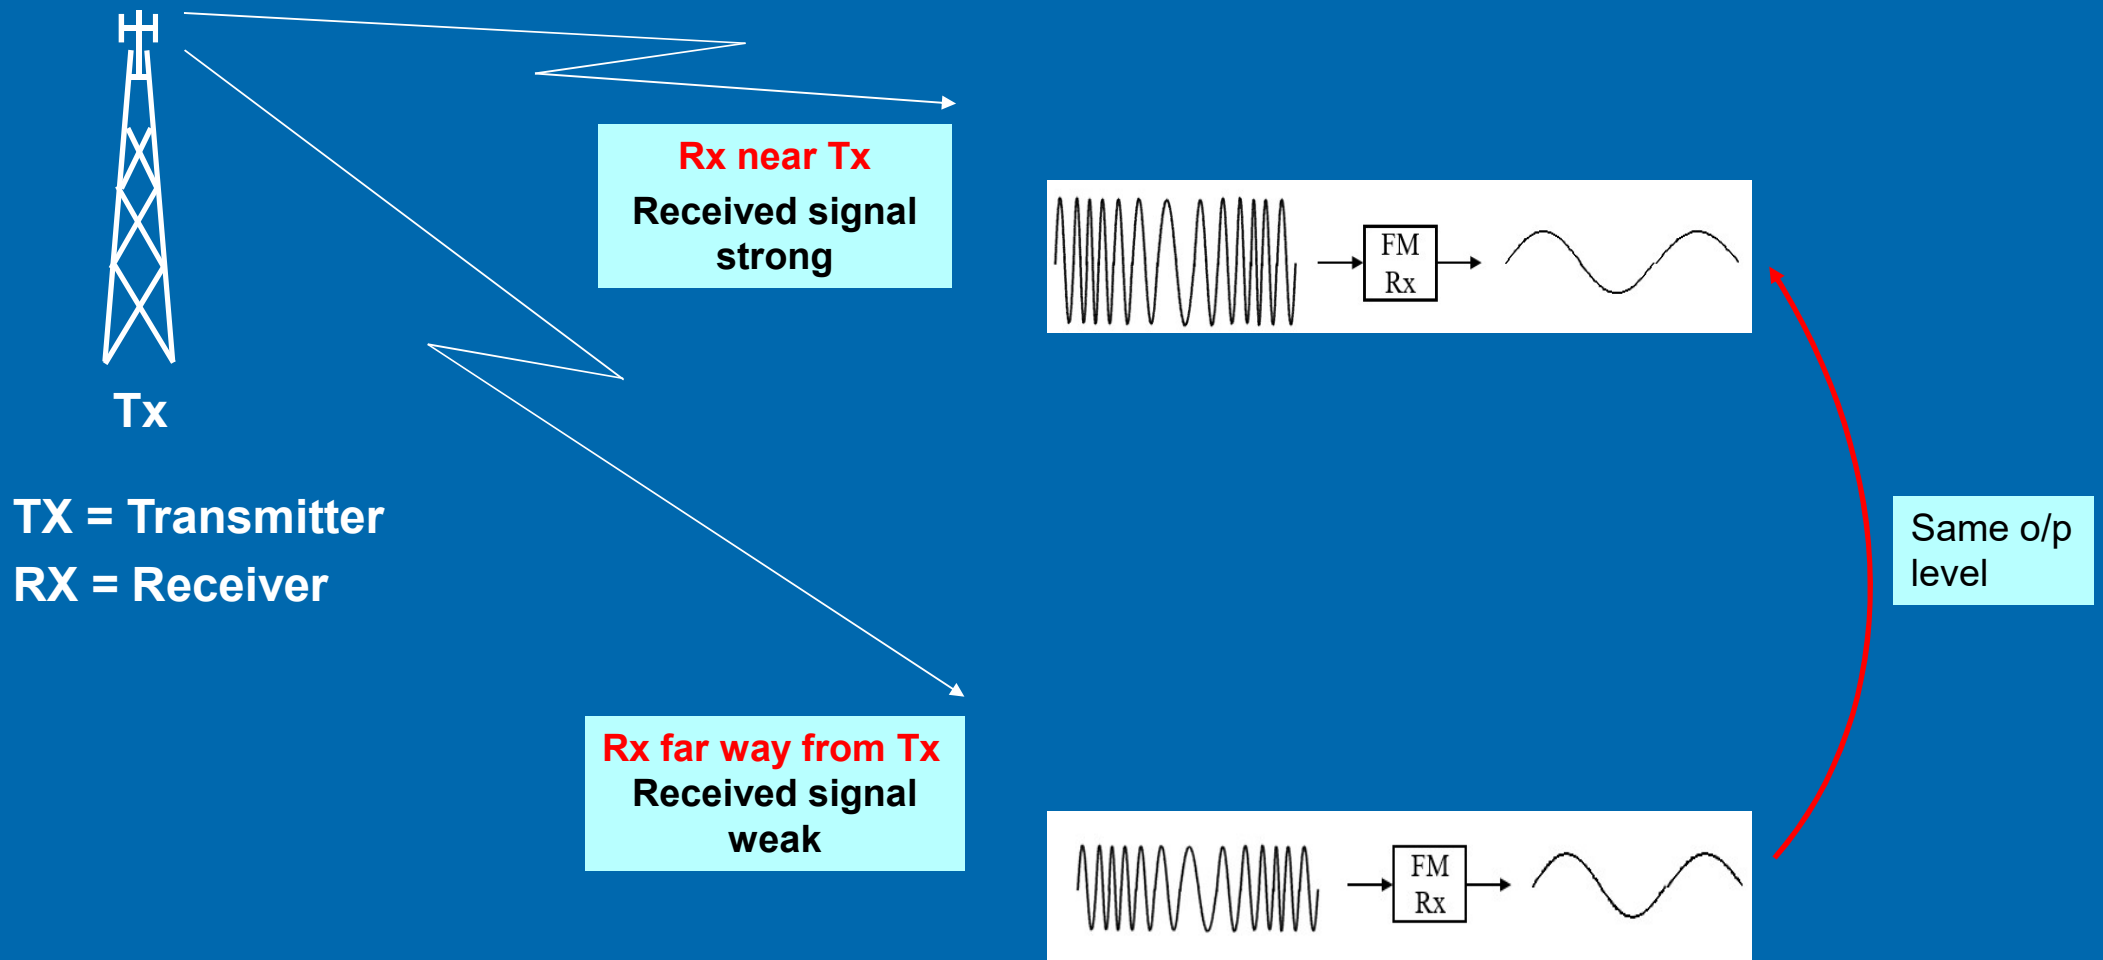 Tx
TX = Transmitter
RX = Receiver
Rx near Tx
Received signal
strong
FM
Rx
Same o/p
level
Rx far way from Tx
Received signal
weak
FM
Rx